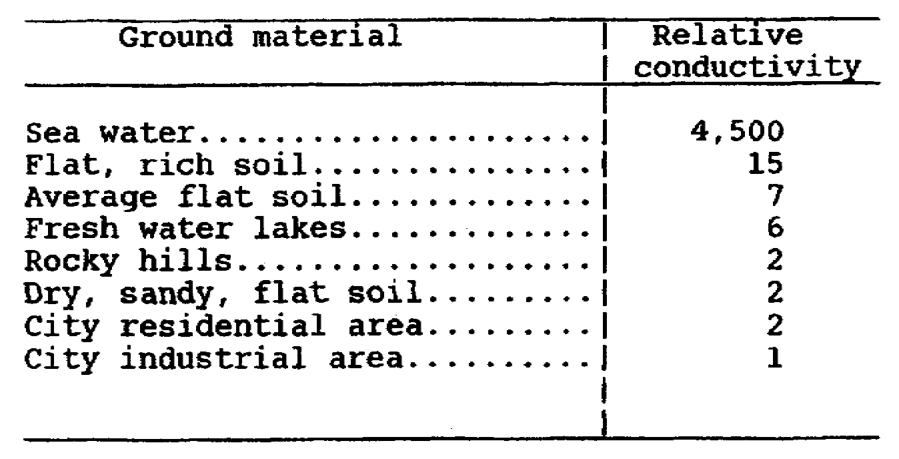 Ground material | Relative
| conductivity
Sea water......................| 4,500
Flat, rich soil...............| 15
Average flat soil.............| 7
Fresh water lakes.............| 6
Rocky hills...................| 2
Dry, sandy, flat soil.........| 2
City residential area.........| 2
City industrial area..........| 1